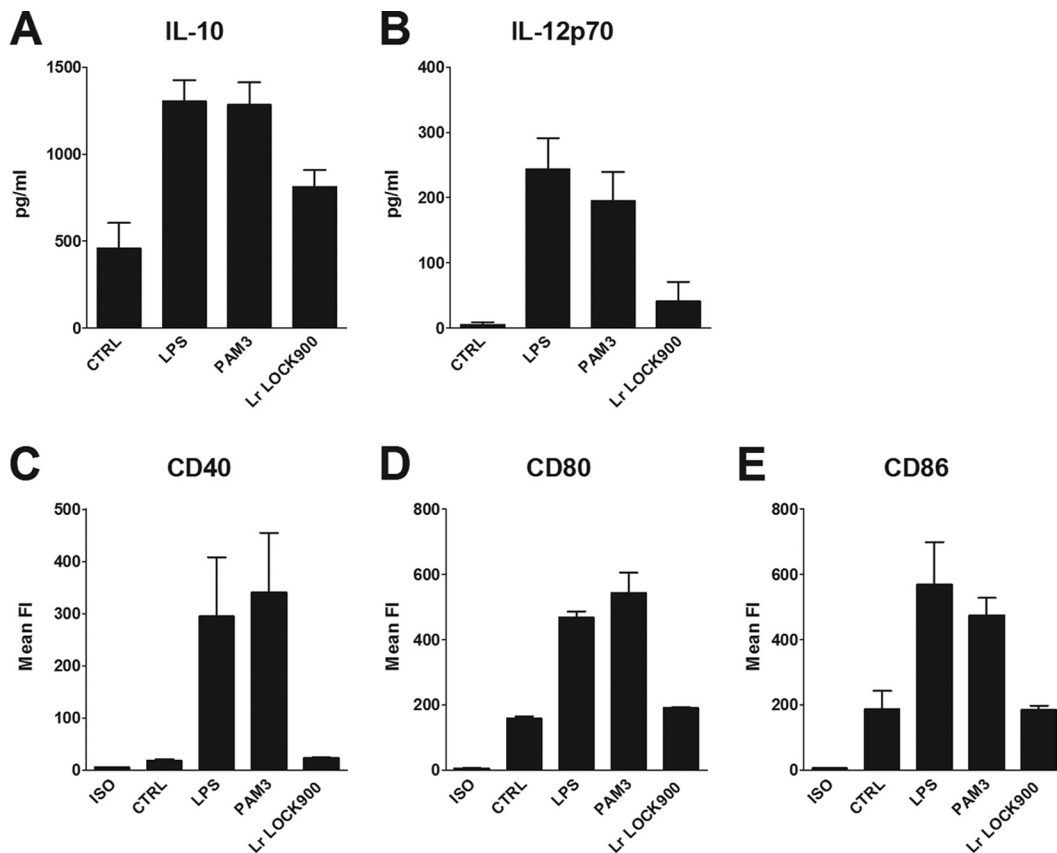 A IL-10
1500
1000
500
0
pg/ml
CTRL
LPS
PAM3
Lr LOCK900
B IL-12p70
400
300
200
100
0
pg/ml
CTRL
LPS
PAM3
Lr LOCK900
C CD40
500
400
300
200
100
0
Mean FI
ISO
CTRL
LPS
PAM3
Lr LOCK900
D CD80
800
600
400
200
0
Mean FI
ISO
CTRL
LPS
PAM3
Lr LOCK900
E CD86
800
600
400
200
0
Mean FI
ISO
CTRL
LPS
PAM3
Lr LOCK900